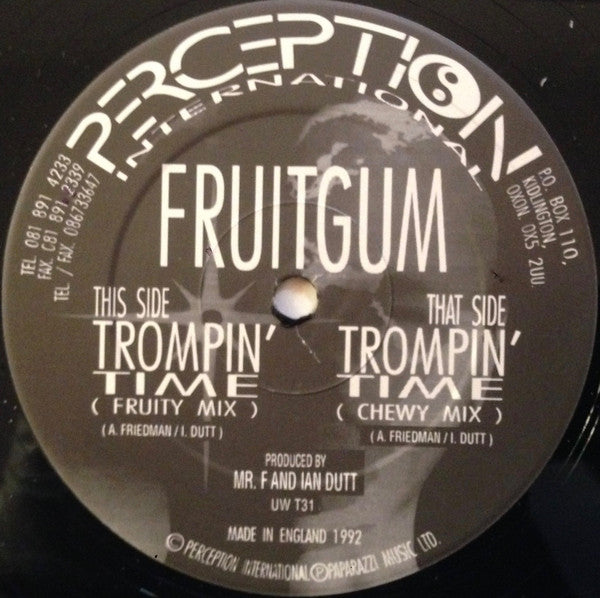 PERCEPTION
INTERNATIONAL
TEL 081 891 4233
FAX. C81 891 2339
TEL / FAX. 086733647
P.O. BOX 110,
KIDLINGTON
OXON OX5 2UU.
FRUITGUM
THIS SIDE
TROMPIN'
TIME
( FRUITY MIX )
( A. FRIEDMAN / I. DUTT )
THAT SIDE
TROMPIN'
TIME
( CHEWY MIX )
( A. FRIEDMAN / I. DUTT )
PRODUCED BY
MR. F AND IAN DUTT
UW T31
MADE IN ENGLAND 1992
© PERCEPTION INTERNATIONAL Ⓟ PAPARAZZI MUSIC LTD.